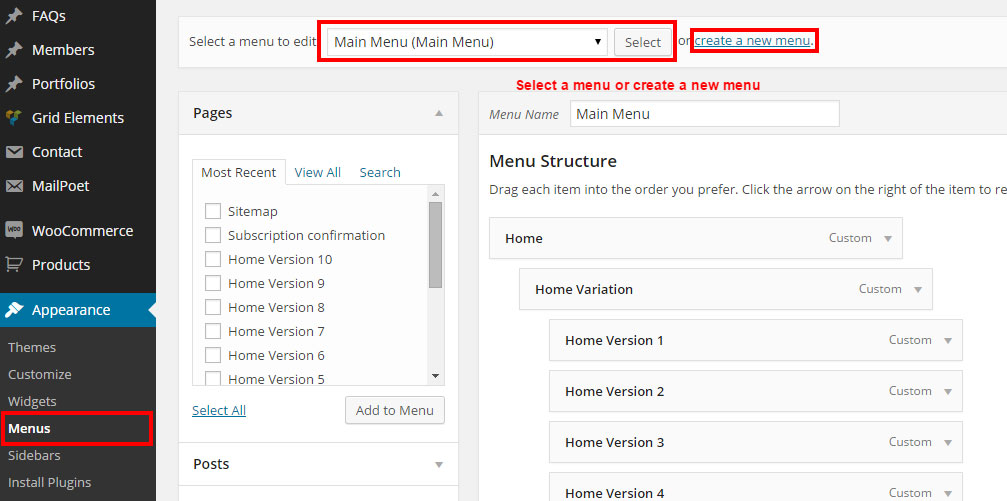 FAQs
Members
Portfolios
Grid Elements
Contact
MailPoet
WOO WooCommerce
Products
Appearance
Themes
Customize
Widgets
Menus
Sidebars
Install Plugins
Select a menu to edit Main Menu (Main Menu) Select or create a new menu.
Select a menu or create a new menu
Pages
Most Recent View All Search
Sitemap
Subscription confirmation
Home Version 10
Home Version 9
Home Version 8
Home Version 7
Home Version 6
Home Version 5
Select All Add to Menu
Posts
Menu Name Main Menu
Menu Structure
Drag each item into the order you prefer. Click the arrow on the right of the item to re
Home Custom
Home Variation Custom
Home Version 1 Custom
Home Version 2 Custom
Home Version 3 Custom
Home Version 4 Custom